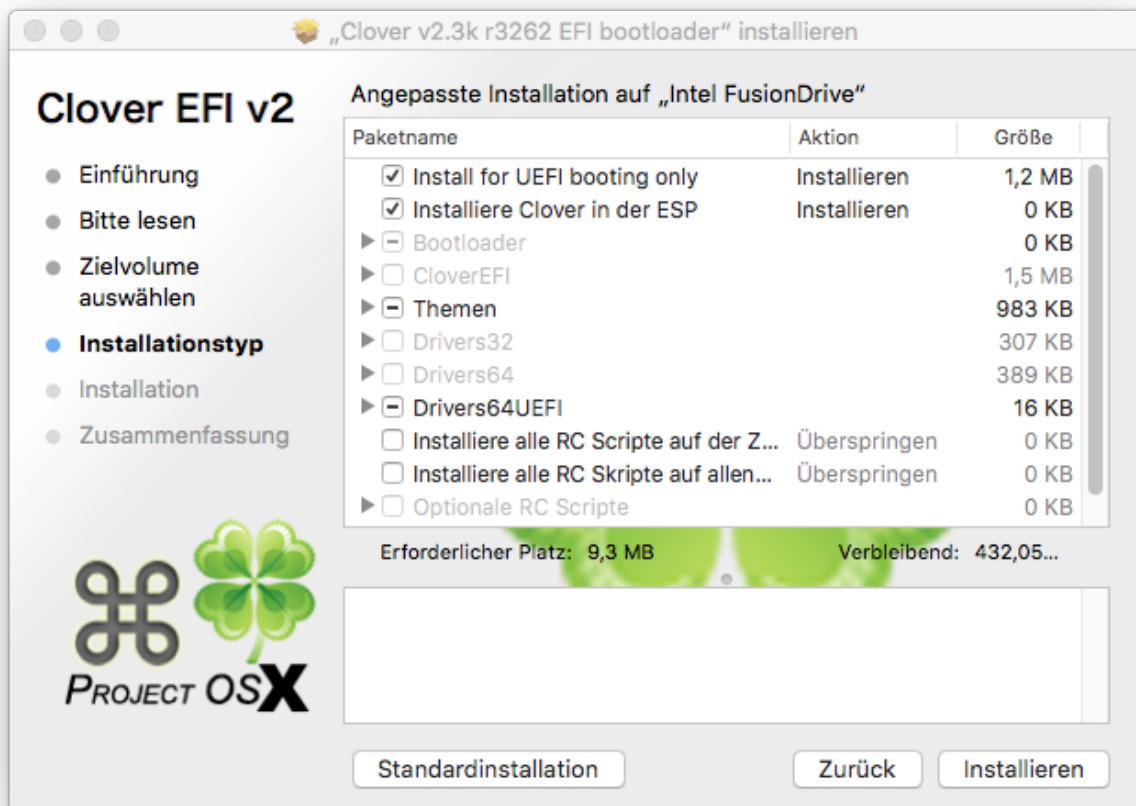 „Clover v2.3k r3262 EFI bootloader“ installieren
Clover EFI v2
Einführung
Bitte lesen
Zielvolume
auswählen
Installationstyp
Installation
Zusammenfassung
PROJECT OSX
Angepasste Installation auf „Intel FusionDrive“
Paketname Aktion Größe
Install for UEFI booting only Installieren 1,2 MB
Installiere Clover in der ESP Installieren 0 KB
Bootloader 0 KB
CloverEFI 1,5 MB
Themen 983 KB
Drivers32 307 KB
Drivers64 389 KB
Drivers64UEFI 16 KB
Installiere alle RC Scripte auf der Z... Überspringen 0 KB
Installiere alle RC Skripte auf allen... Überspringen 0 KB
Optionale RC Scripte 0 KB
Erforderlicher Platz: 9,3 MB Verbleibend: 432,05...
Standardinstallation Zurück Installieren